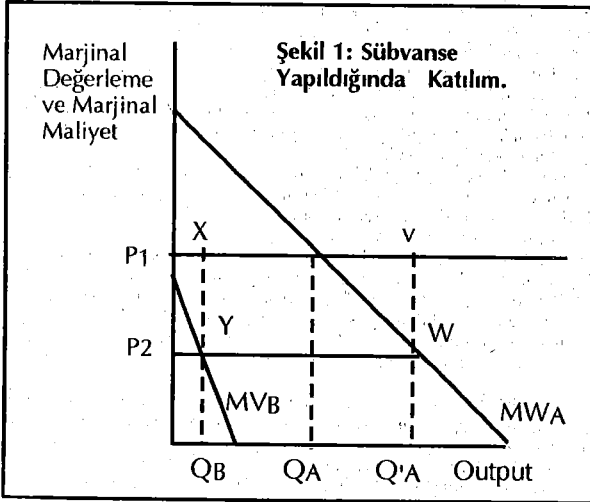 Marjinal
Değerleme
ve Marjinal
Maliyet
Şekil 1: Sübvanse
Yapıldığında Katılım.
X
v
P1
Y
W
P2
MVB
MWA
QB
QA
Q'A
Output